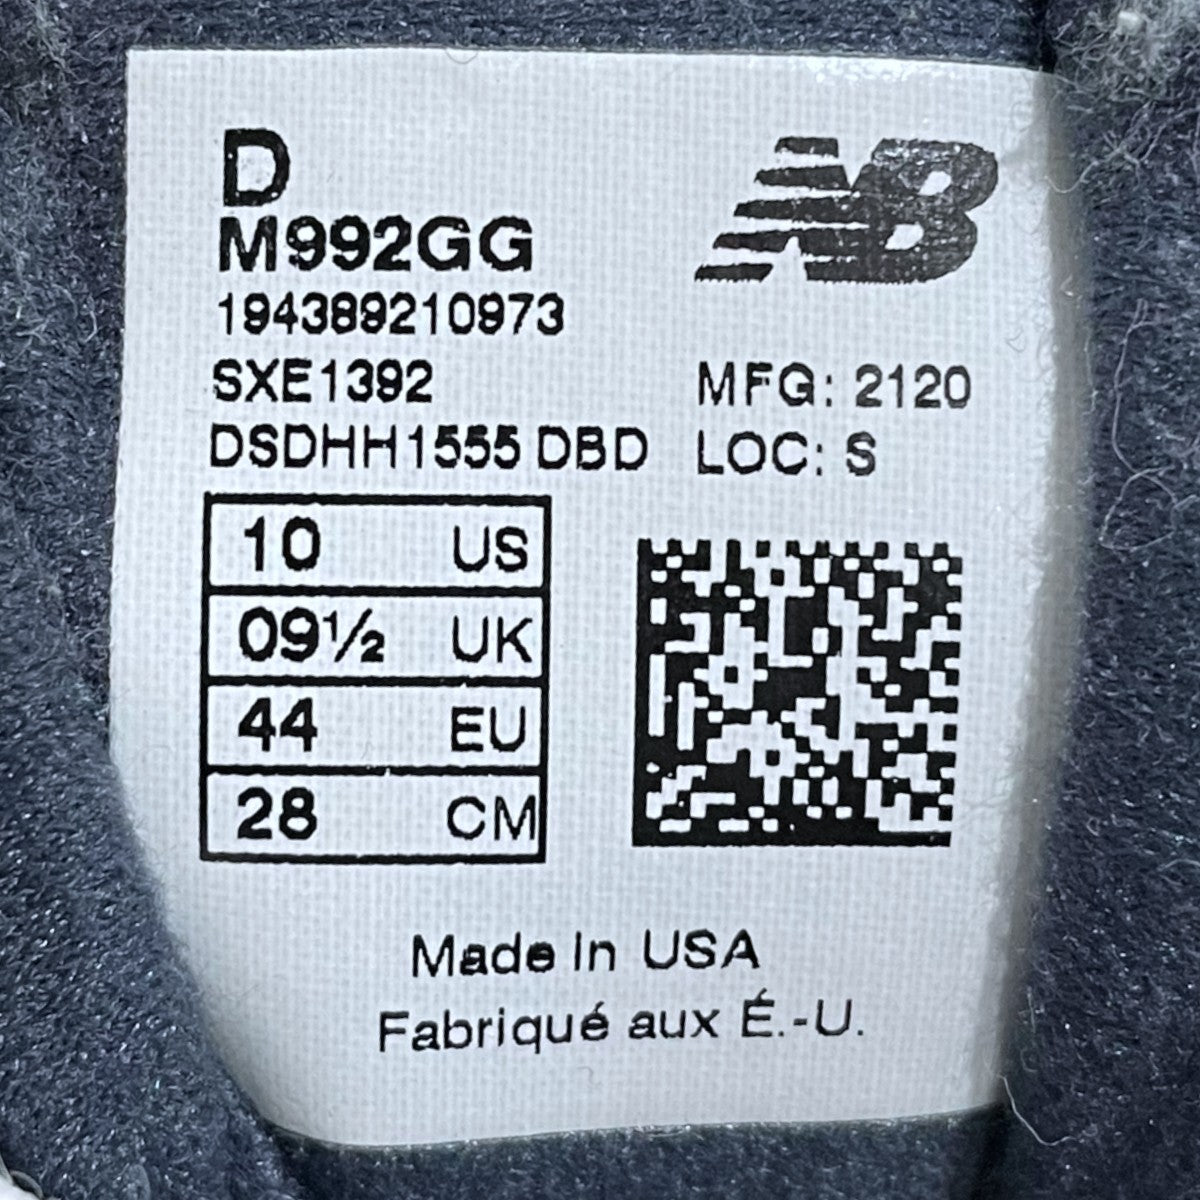 D
M992GG
NB
194389210973
SXE1392
MFG: 2120
DSDHH1555 DBD
LOC: S
10 US
09½ UK
44 EU
28 CM
Made in USA
Fabriqué aux É.-U.